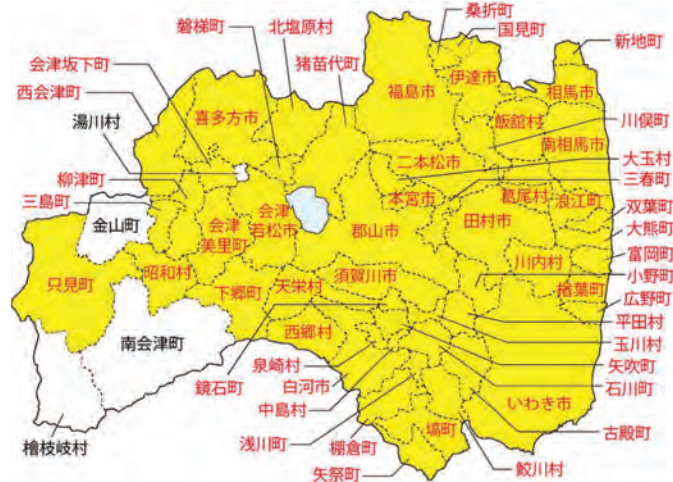 桑折町
国見町
磐梯町
北塩原村
新地町
会津坂下町
猪苗代町
伊達市
西会津町
福島市
相馬市
喜多方市
飯舘村
川俣町
湯川村
南相馬市
二本松市
大玉村
柳津町
本宮市
三春町
三島町
会津
若松市
葛尾村
浪江町
金山町
会津
美里町
郡山市
田村市
双葉町
大熊町
富岡町
昭和村
川内村
只見町
須賀川市
小野町
下郷町
天栄村
楢葉町
広野町
西郷村
平田村
南会津町
玉川村
泉崎村
矢吹町
鏡石町
白河市
石川町
中島村
いわき市
檜枝岐村
浅川町
棚倉町
塙町
古殿町
矢祭町
鮫川村